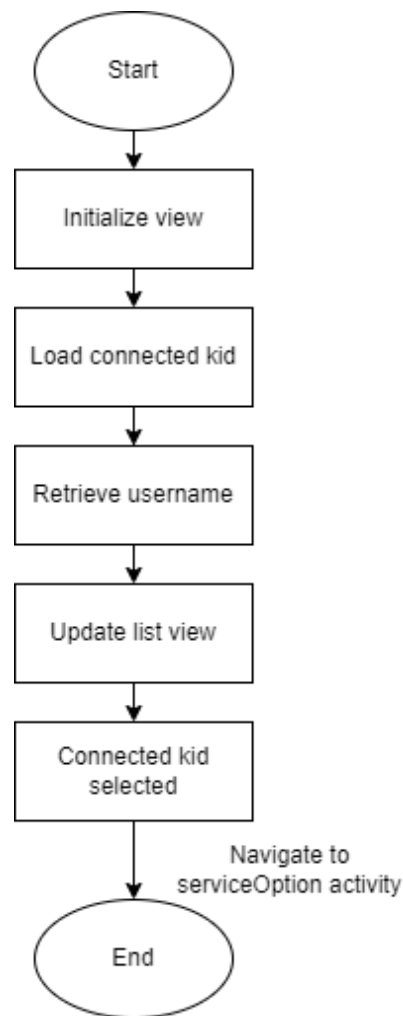 Start
Initialize view
Load connected kid
Retrieve username
Update list view
Connected kid
selected
Navigate to
serviceOption activity
End